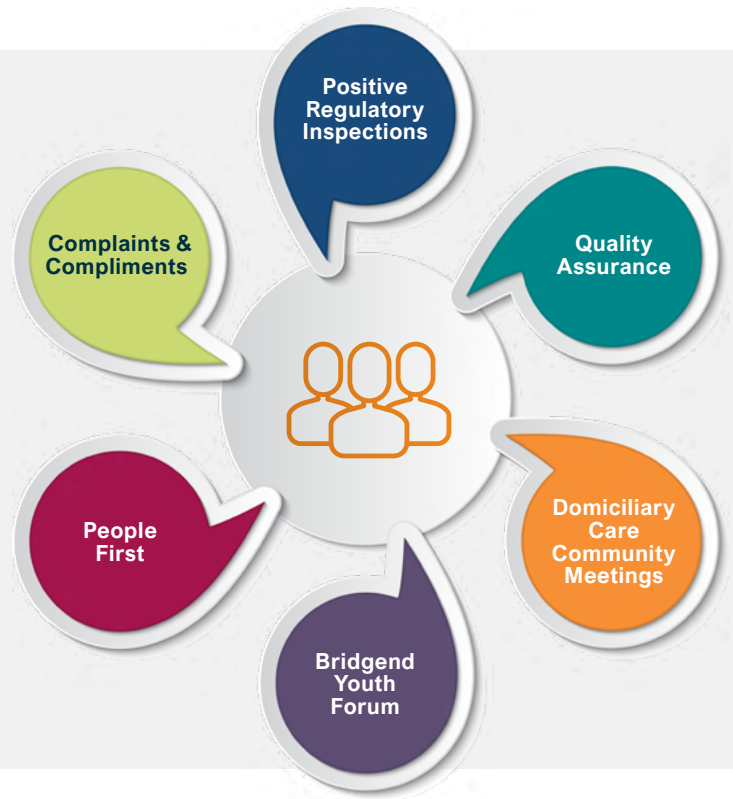 Positive
Regulatory
Inspections
Quality
Assurance
Domiciliary
Care
Community
Meetings
Bridgend
Youth
Forum
People
First
Complaints &
Compliments